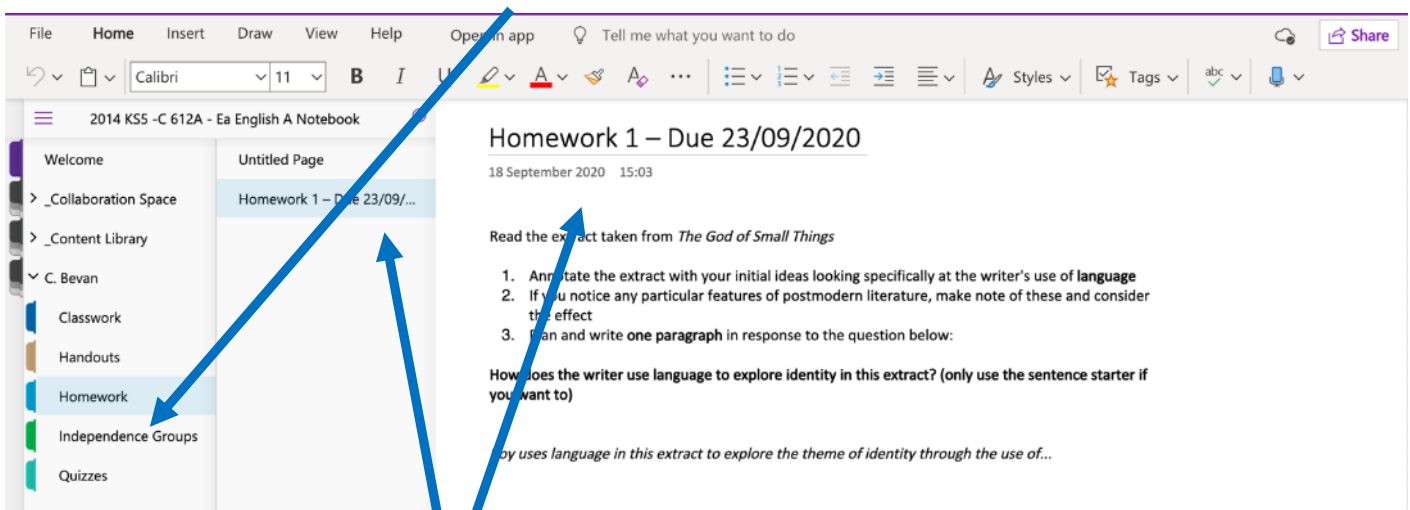 File Home Insert Draw View Help Open in app Tell me what you want to do Share
Calibri 11 B I U A A ... Styles Tags abc
2014 KS5 -C 612A - Ea English A Notebook
Welcome
_Collaboration Space
_Content Library
C. Bevan
Classwork
Handouts
Homework
Independence Groups
Quizzes
Untitled Page
Homework 1 – Due 23/09/...
Homework 1 – Due 23/09/2020
18 September 2020 15:03
Read the extract taken from The God of Small Things
1. Annotate the extract with your initial ideas looking specifically at the writer's use of language
2. If you notice any particular features of postmodern literature, make note of these and consider
the effect
3. Plan and write one paragraph in response to the question below:
How does the writer use language to explore identity in this extract? (only use the sentence starter if
you want to)
Roy uses language in this extract to explore the theme of identity through the use of...